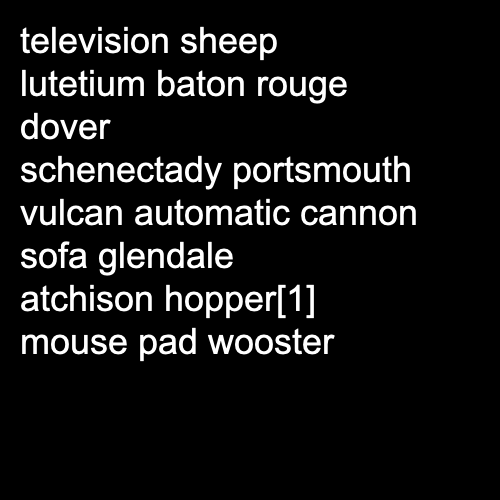 television sheep
lutetium baton rouge
dover
schenectady portsmouth
vulcan automatic cannon
sofa glendale
atchison hopper[1]
mouse pad wooster